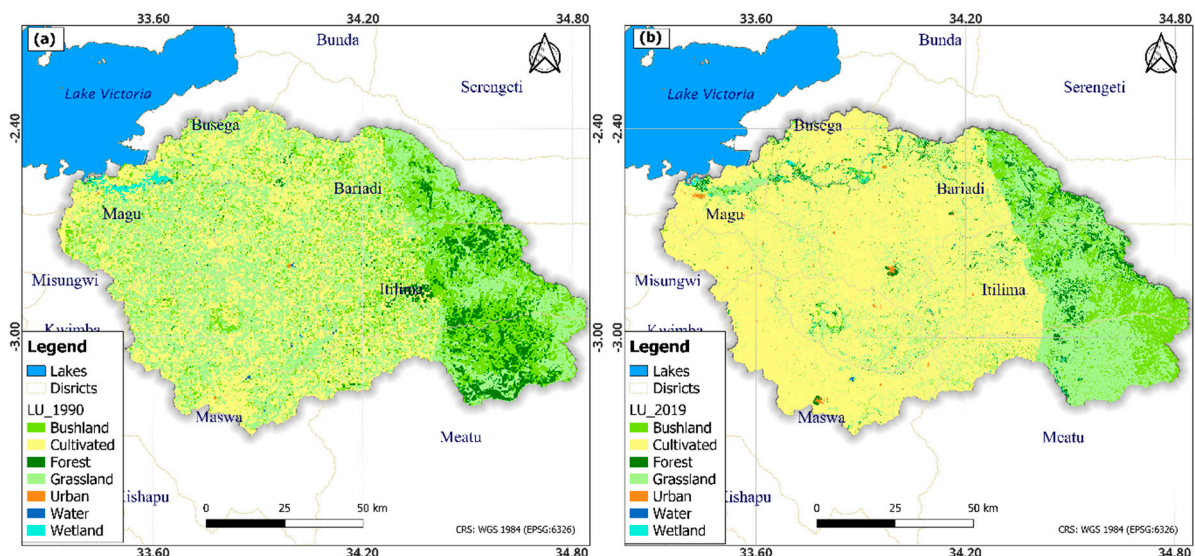 33.60 34.20 34.80 33.60 34.20 34.80
(a)
Bunda
Lake Victoria
Serengeti
-2.40
Busega
Bariadi
Magu
Misungwi
Itilima
Kwimba
-3.00
Legend
Lakes
Disricts
LU_1990
Bushland
Cultivated
Forest
Grassland
Urban
Water
Wetland
Maswa
Meatu
Kishapu
0 25 50 km
CRS: WGS 1984 (EPSG:6326)
33.60 34.20 34.80
(b)
Bunda
Lake Victoria
Serengeti
-2.40
Busega
Bariadi
Magu
Misungwi
Itilima
Kwimba
-3.00
Legend
Lakes
Disricts
LU_2019
Bushland
Cultivated
Forest
Grassland
Urban
Water
Wetland
Maswa
Meatu
Kishapu
0 25 50 km
CRS: WGS 1984 (EPSG:6326)
33.60 34.20 34.80